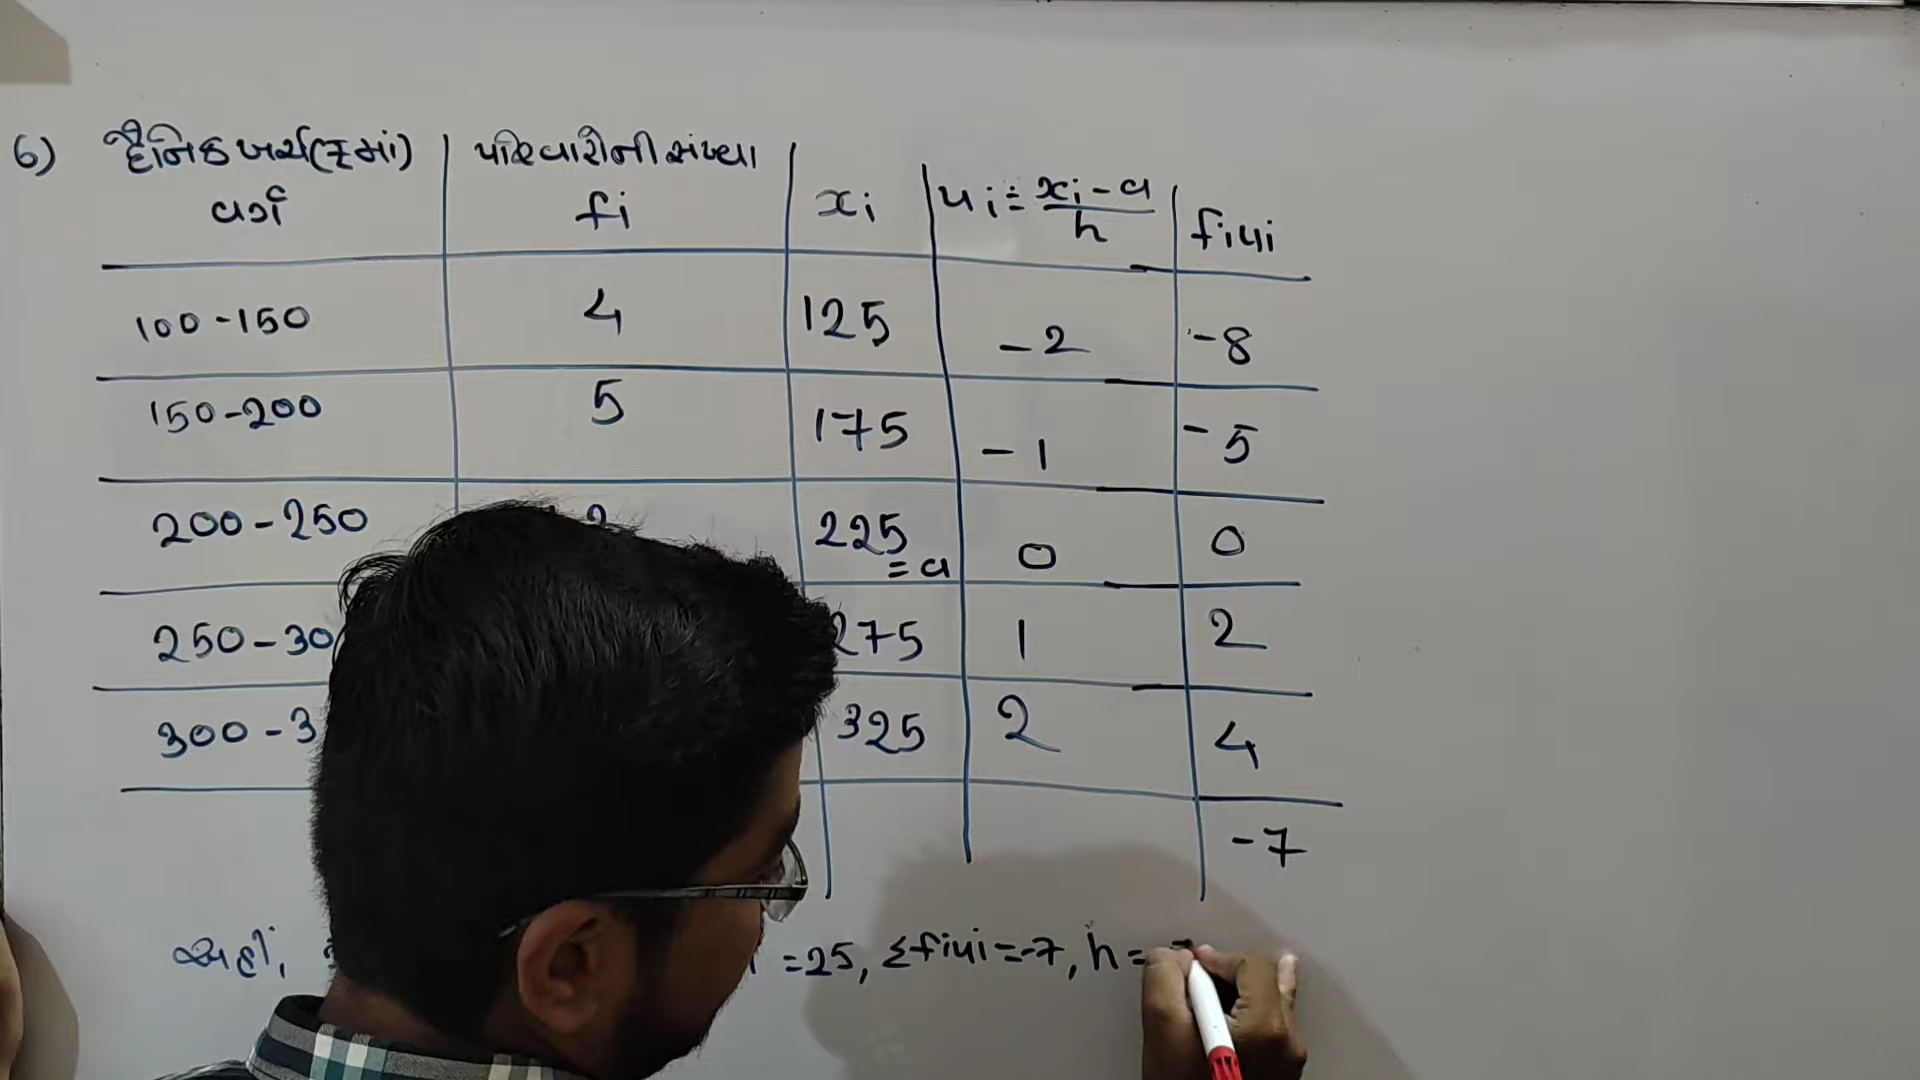 6) દૈનિક ખર્ચ(રૂમાં) પરિવારોની સંખ્યા
વર્ગ fi xi ui = xi - a / h fiui
100-150 4 125 -2 -8
150-200 5 175 -1 -5
200-250 225 = a 0 0
250-30 275 1 2
300-3 325 2 4
-7
અહીં, =25, Σfiui=-7, h=